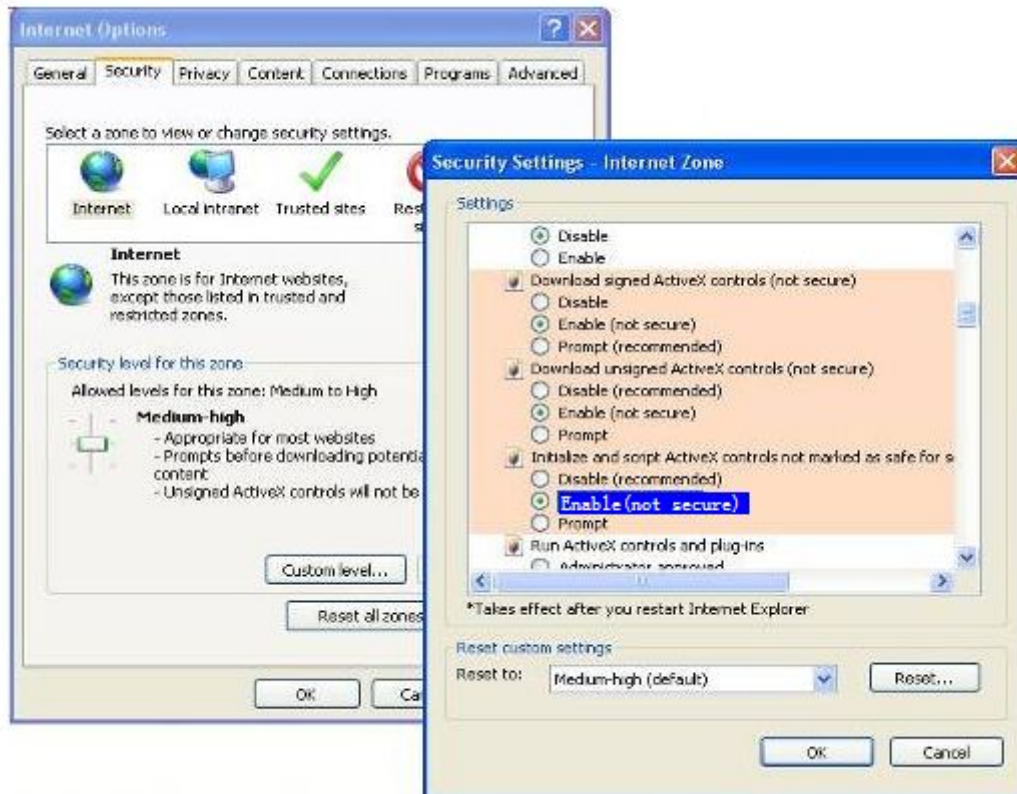 Internet Options
General Security Privacy Content Connections Programs Advanced
Select a zone to view or change security settings.
Internet Local intranet Trusted sites
Internet
This zone is for Internet websites,
except those listed in trusted and
restricted zones.
Security level for this zone
Allowed levels for this zone: Medium to High
Medium-high
- Appropriate for most websites
- Prompts before downloading
content
- Unsigned ActiveX controls will not be
Custom level...
Reset all zones
OK
Security Settings - Internet Zone
Settings
Disable
Enable
Download signed ActiveX controls (not secure)
Disable
Enable (not secure)
Prompt (recommended)
Download unsigned ActiveX controls (not secure)
Disable (recommended)
Enable (not secure)
Prompt
Initialize and script ActiveX controls not marked as safe for s
Disable (recommended)
Enable(not secure)
Prompt
Run ActiveX controls and plug-ins
Administrator approved
*Takes effect after you restart Internet Explorer
Reset custom settings
Reset to: Medium-high (default) Reset...
OK Cancel